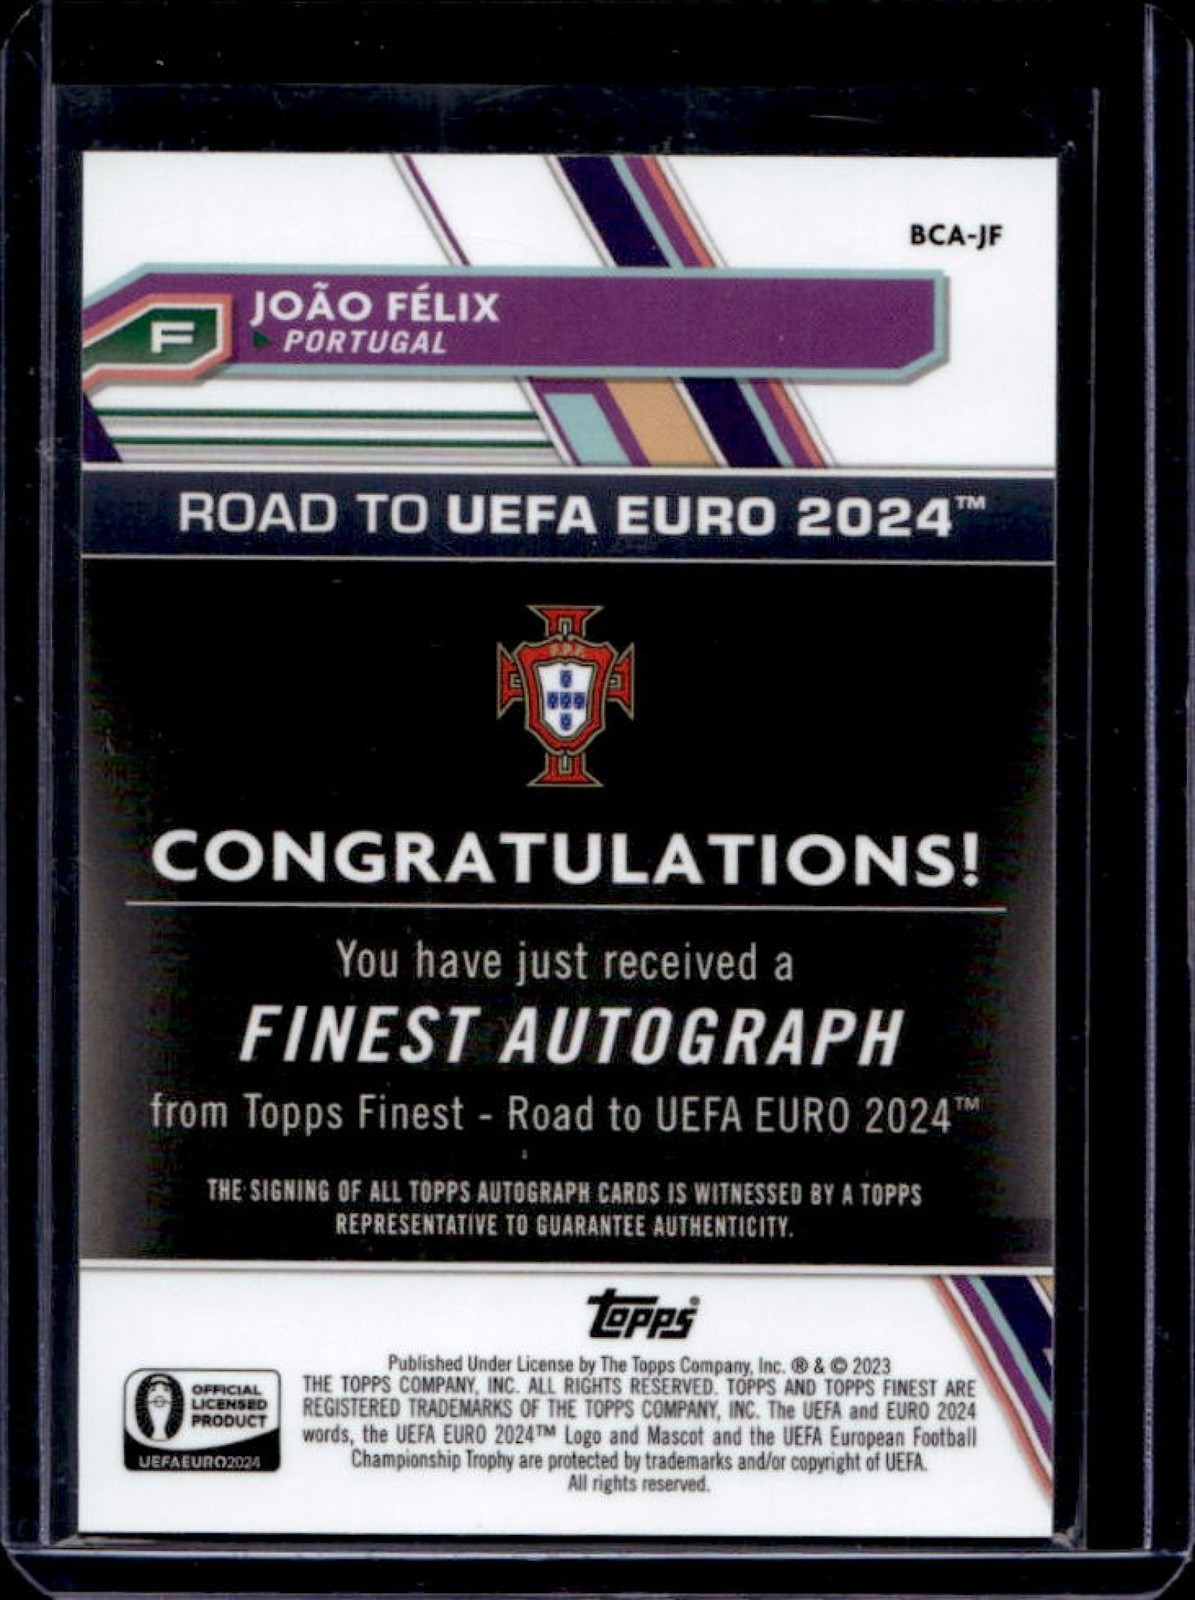 BCA-JF
JOÃO FÉLIX
F
PORTUGAL
ROAD TO UEFA EURO 2024™
CONGRATULATIONS!
You have just received a
FINEST AUTOGRAPH
from Topps Finest - Road to UEFA EURO 2024™
THE SIGNING OF ALL TOPPS AUTOGRAPH CARDS IS WITNESSED BY A TOPPS
REPRESENTATIVE TO GUARANTEE AUTHENTICITY.
topps®
Published Under License by The Topps Company, Inc. ® & © 2023
THE TOPPS COMPANY, INC. ALL RIGHTS RESERVED. TOPPS AND TOPPS FINEST ARE
REGISTERED TRADEMARKS OF THE TOPPS COMPANY, INC. The UEFA and EURO 2024
words, the UEFA EURO 2024™ Logo and Mascot and the UEFA European Football
Championship Trophy are protected by trademarks and/or copyright of UEFA.
All rights reserved.
OFFICIAL
LICENSED
PRODUCT
UEFAEURO2024